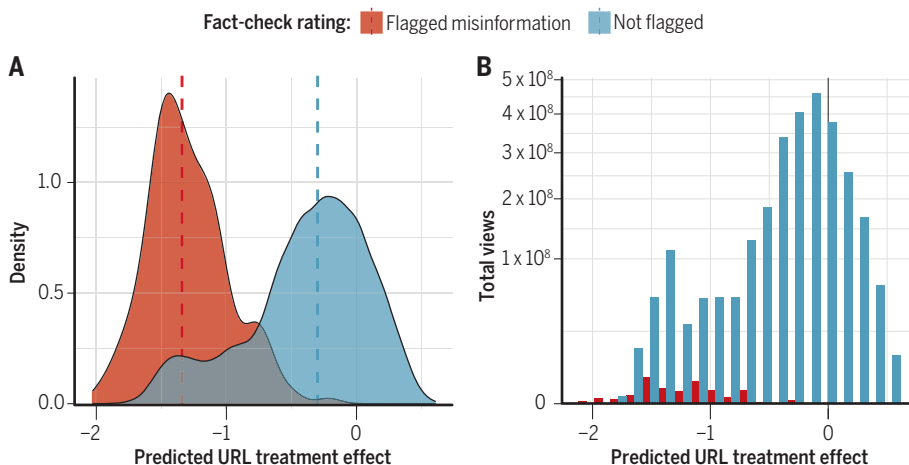 Fact-check rating: Flagged misinformation Not flagged
A
Density
1.0
0.5
0.0
−2 −1 0
Predicted URL treatment effect
B
Total views
5 x 10⁸
4 x 10⁸
3 x 10⁸
2 x 10⁸
1 x 10⁸
0
−2 −1 0
Predicted URL treatment effect